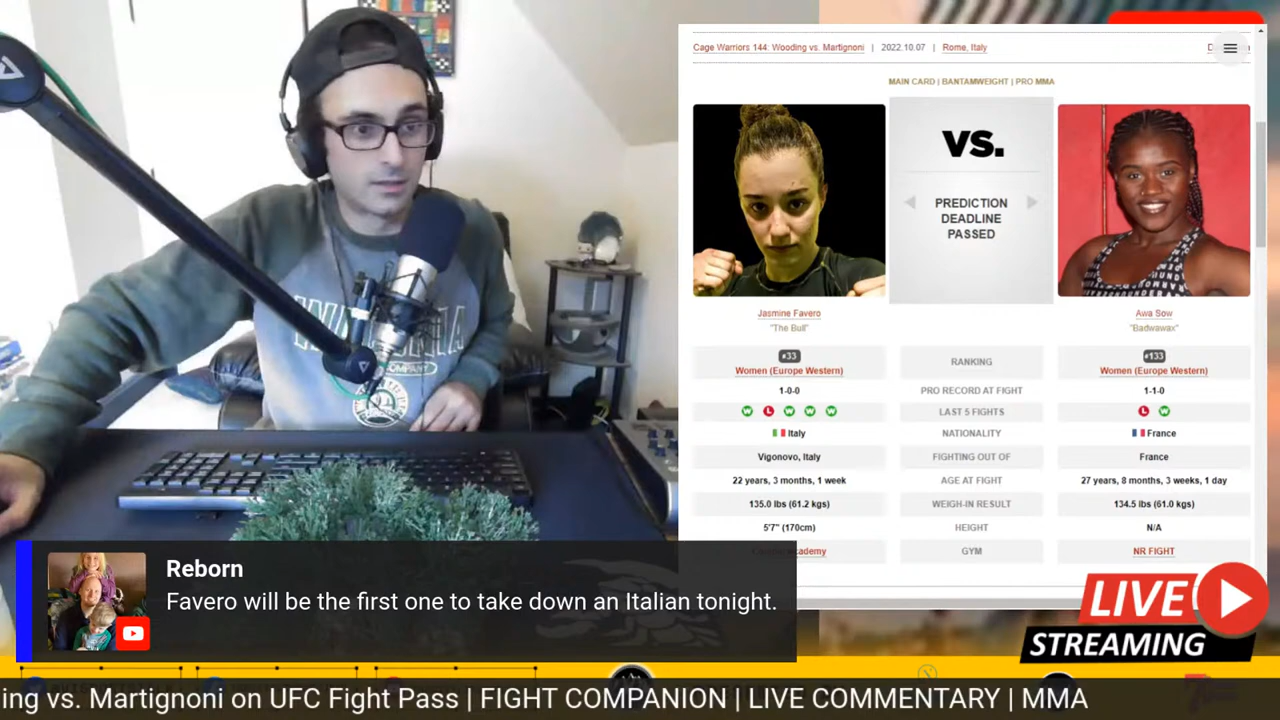 Cage Warriors 144: Wooding vs. Martignoni | 2022.10.07 | Rome, Italy
MAIN CARD | BANTAMWEIGHT | PRO MMA
VS.
PREDICTION
DEADLINE
PASSED
Jasmine Favero
Awa Sow
"The Bull"
"Badwawax"
#33
RANKING
#133
Women (Europe Western)
Women (Europe Western)
1-0-0
PRO RECORD AT FIGHT
1-1-0
W L W W W
LAST 5 FIGHTS
L W
Italy
NATIONALITY
France
Vigonovo, Italy
FIGHTING OUT OF
France
22 years, 3 months, 1 week
AGE AT FIGHT
27 years, 8 months, 3 weeks, 1 day
135.0 lbs (61.2 kgs)
WEIGH-IN RESULT
134.5 lbs (61.0 kgs)
5'7" (170cm)
HEIGHT
N/A
GYM
NR FIGHT
COMPANY
Reborn
Favero will be the first one to take down an Italian tonight.
LIVE
STREAMING
ing vs. Martignoni on UFC Fight Pass | FIGHT COMPANION | LIVE COMMENTARY | MMA